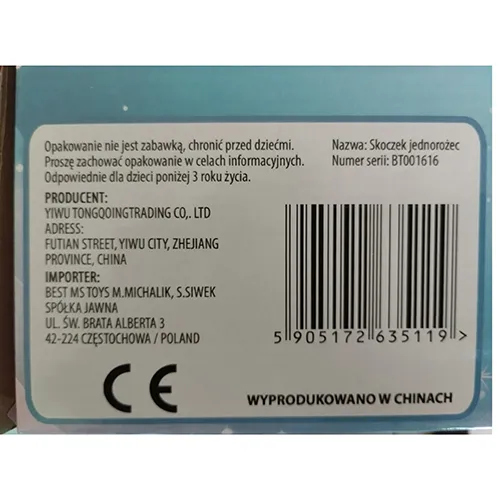 Opakowanie nie jest zabawką, chronić przed dziećmi.
Proszę zachować opakowanie w celach informacyjnych.
Odpowiednie dla dzieci poniżej 3 roku życia.
Nazwa: Skoczek jednorożec
Numer serii: BT001616
PRODUCENT:
YIWU TONGQOINGTRADING CO,. LTD
ADRESS:
FUTIAN STREET, YIWU CITY, ZHEJIANG
PROVINCE, CHINA
IMPORTER:
BEST MS TOYS M.MICHALIK, S.SIWEK
SPÓŁKA JAWNA
UL. ŚW. BRATA ALBERTA 3
42-224 CZĘSTOCHOWA / POLAND
5 905172 635119 >
CE
WYPRODUKOWANO W CHINACH